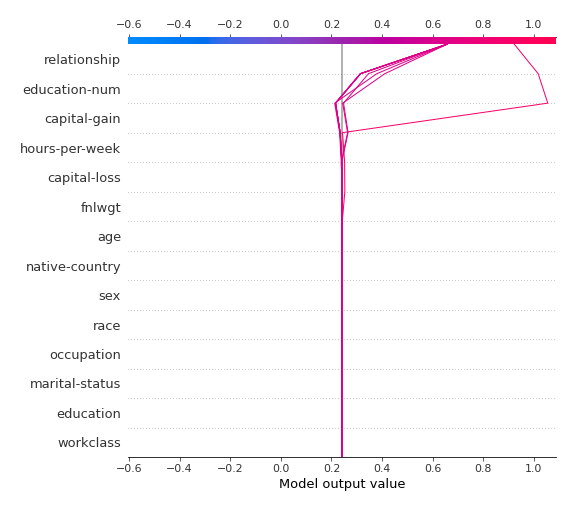 −0.6 −0.4 −0.2 0.0 0.2 0.4 0.6 0.8 1.0
relationship
education-num
capital-gain
hours-per-week
capital-loss
fnlwgt
age
native-country
sex
race
occupation
marital-status
education
workclass
−0.6 −0.4 −0.2 0.0 0.2 0.4 0.6 0.8 1.0
Model output value